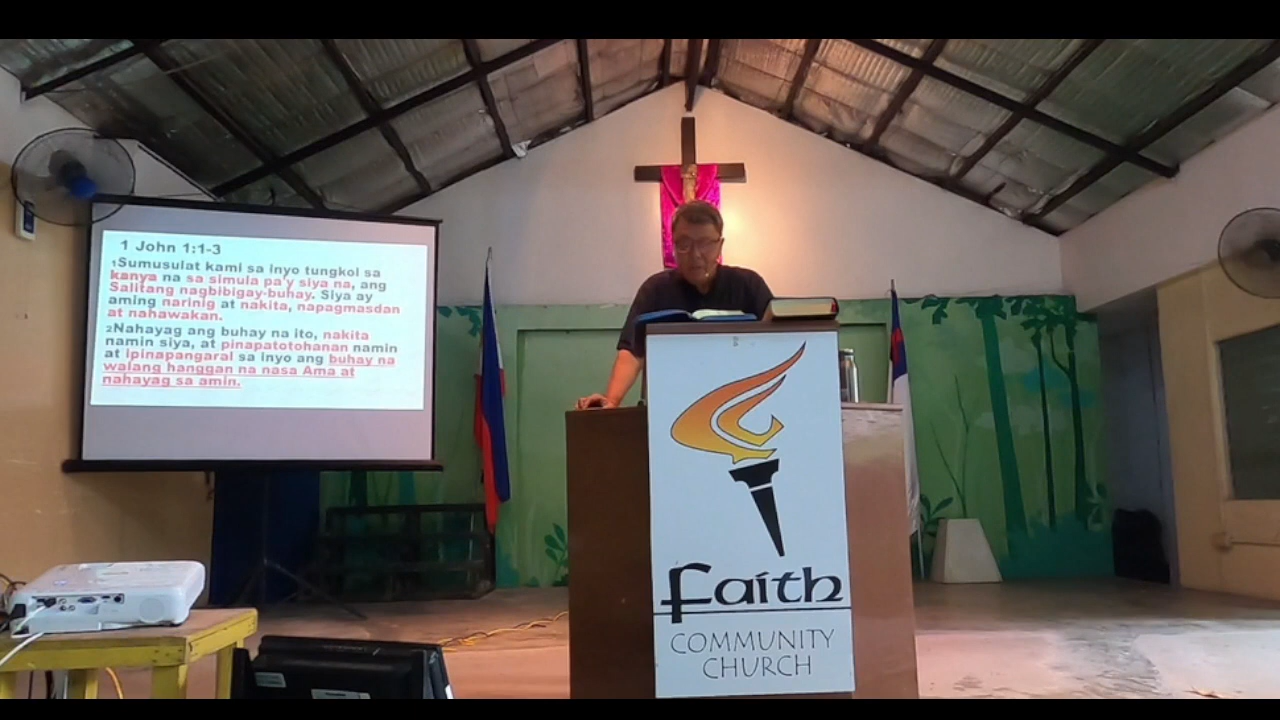 1 John 1:1-3
1Sumusulat kami sa inyo tungkol sa
kanya na sa simula pa'y siya na, ang
Salitang nagbibigay-buhay. Siya ay
aming narinig at nakita, napagmasdan
at nahawakan.
2Nahayag ang buhay na ito, nakita
namin siya, at pinapatotohanan namin
at ipinapangaral sa inyo ang buhay na
walang hanggan na nasa Ama at
nahayag sa amin.
Faith
COMMUNITY
CHURCH